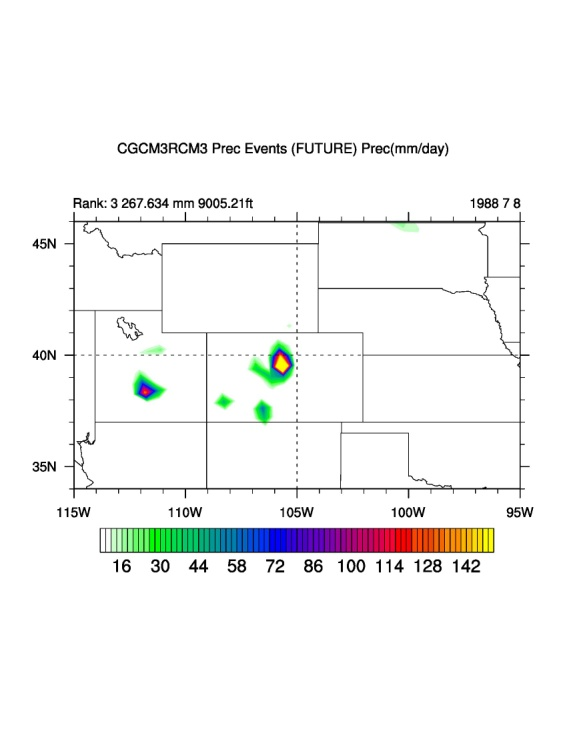 CGCM3RCM3 Prec Events (FUTURE) Prec(mm/day)
Rank: 3 267.634 mm 9005.21ft 1988 7 8
45N
40N
35N
115W 110W 105W 100W 95W
16 30 44 58 72 86 100 114 128 142